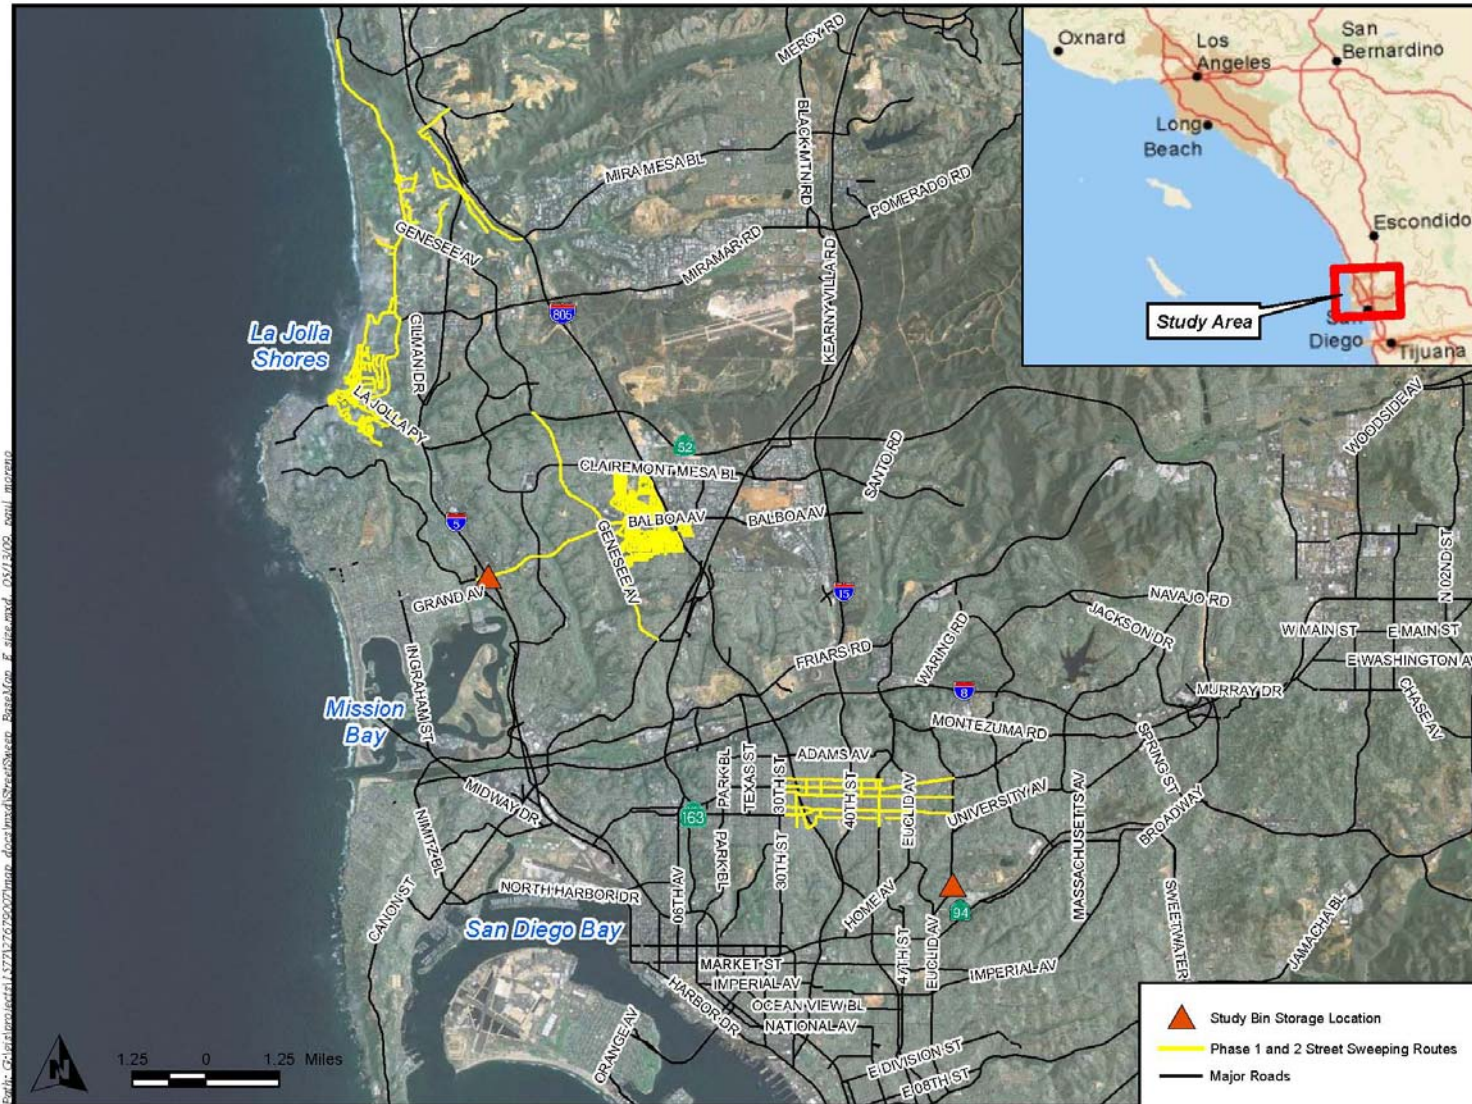 MERCY RD
BLACK MTN RD
MIRA MESA BL
POMERADO RD
GENESEE AV
MIRAMAR RD
KEARNY VILLA RD
805
La Jolla
Shores
GILMAN DR
LA JOLLA PY
52
CLAIREMONT MESA BL
SANTO RD
WOODSIDE AV
5
BALBOA AV
BALBOA AV
GENESEE AV
N 02ND ST
GRAND AV
15
NAVAJO RD
JACKSON DR
WARING RD
W MAIN ST
E MAIN ST
E WASHINGTON AV
FRIARS RD
INGRAHAM ST
8
MURRAY DR
CHASE AV
Mission
Bay
MONTEZUMA RD
SPRING ST
ADAMS AV
PARK BL
TEXAS ST
30TH ST
40TH ST
EUCLID AV
UNIVERSITY AV
MASSACHUSETTS AV
BROADWAY
MIDWAY DR
NIMITZ BL
163
PARK BL
30TH ST
NORTH HARBOR DR
06TH AV
HOME AV
94
CANON ST
San Diego Bay
47TH ST
EUCLID AV
SWEETWATER
JAMACHA BL
MARKET ST
IMPERIAL AV
IMPERIAL AV
HARBOR DR
OCEAN VIEW BL
NATIONAL AV
ORANGE AV
E DIVISION ST
E 08TH ST
Oxnard
Los
Angeles
San
Bernardino
Long
Beach
Escondido
Study Area
San
Diego
Tijuana
Study Bin Storage Location
Phase 1 and 2 Street Sweeping Routes
Major Roads
N
1.25 0 1.25 Miles